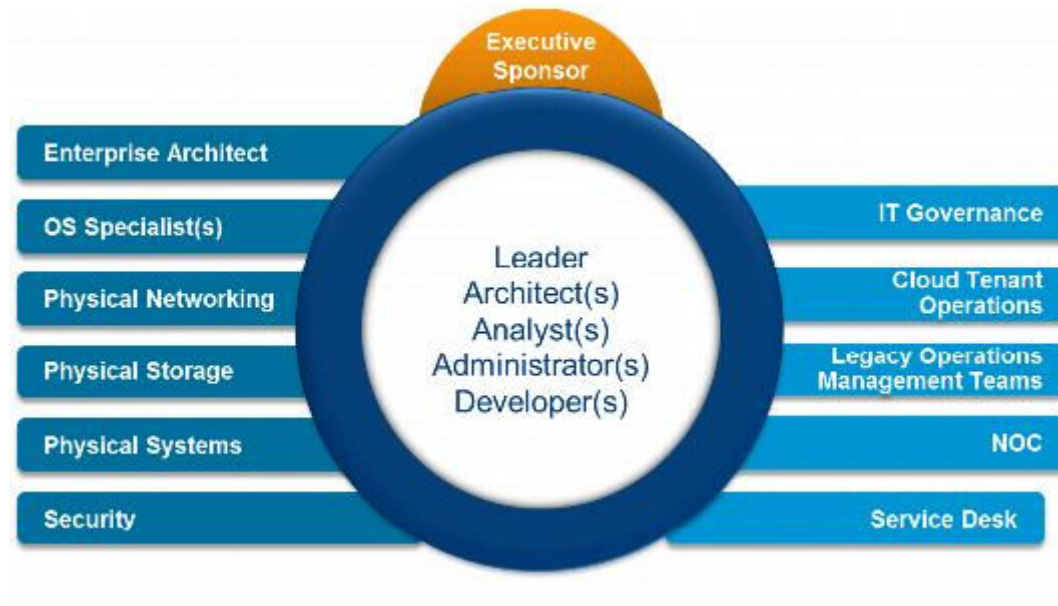 Executive
Sponsor
Enterprise Architect
OS Specialist(s)
Physical Networking
Physical Storage
Physical Systems
Security
Leader
Architect(s)
Analyst(s)
Administrator(s)
Developer(s)
IT Governance
Cloud Tenant
Operations
Legacy Operations
Management Teams
NOC
Service Desk